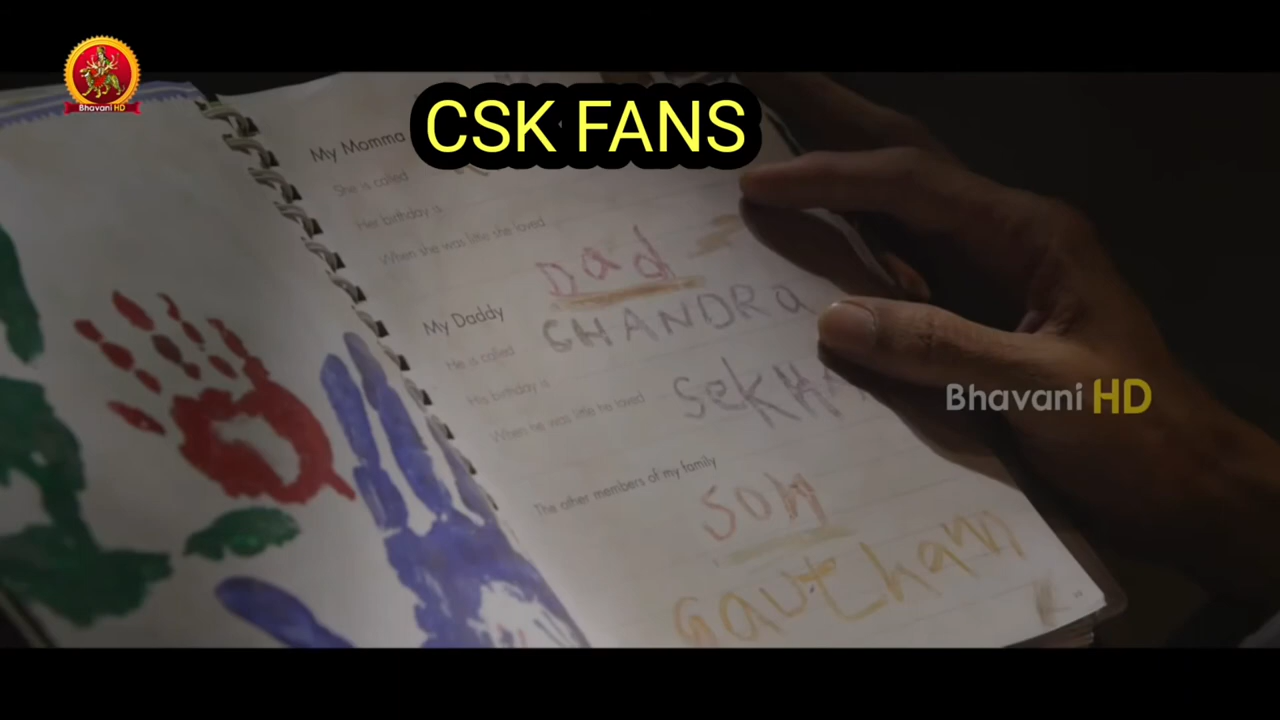 Bhavani HD
CSK FANS
My Momma
She is called
Her birthday is
When she was little she loved
Dad
My Daddy
CHANDRa
He is called
His birthday is
SeKHA
When he was little he loved
Bhavani HD
The other members of my family
SON
Gautham
K.